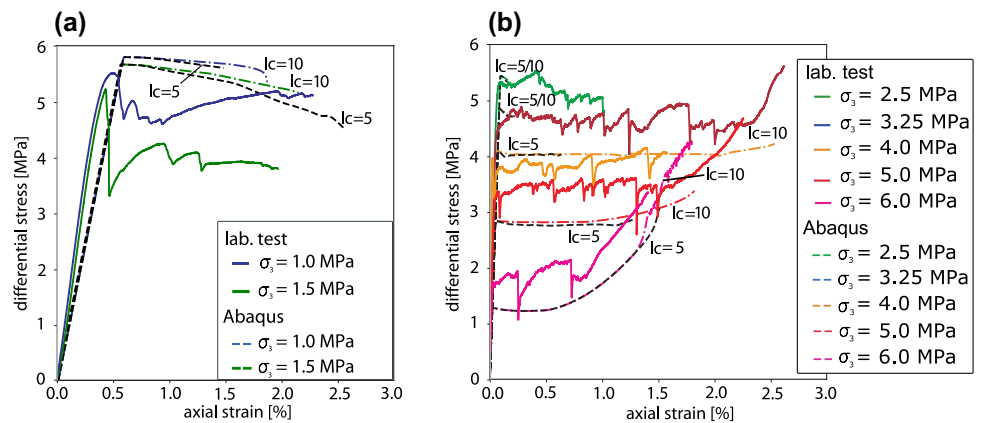 (a)
(b)
6
5
4
3
2
1
0
differential stress [MPa]
0.0 0.5 1.0 1.5 2.0 2.5 3.0
axial strain [%]
lc=10
lc=10
lc=5
lc=5
lab. test
σ₃ = 1.0 MPa
σ₃ = 1.5 MPa
Abaqus
σ₃ = 1.0 MPa
σ₃ = 1.5 MPa
6
5
4
3
2
1
0
differential stress [MPa]
0.0 0.5 1.0 1.5 2.0 2.5 3.0
axial strain [%]
lc=5/10
lc=5/10
lc=5
lc=10
lc=10
lc=10
lc=5
lc=5
lab. test
σ₃ = 2.5 MPa
σ₃ = 3.25 MPa
σ₃ = 4.0 MPa
σ₃ = 5.0 MPa
σ₃ = 6.0 MPa
Abaqus
σ₃ = 2.5 MPa
σ₃ = 3.25 MPa
σ₃ = 4.0 MPa
σ₃ = 5.0 MPa
σ₃ = 6.0 MPa